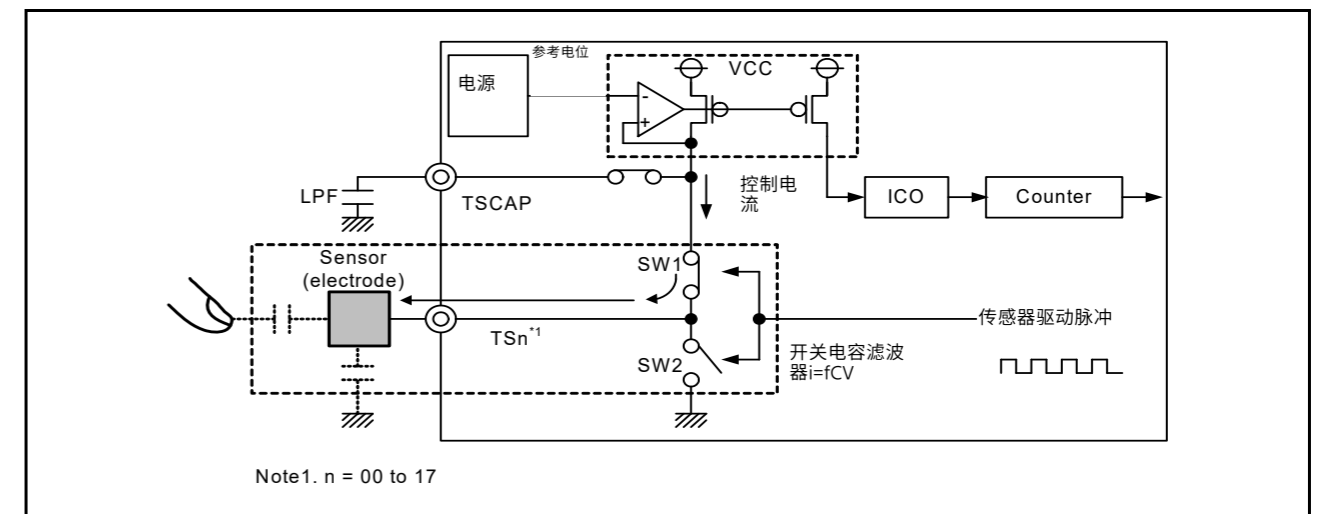 参考电位
电源
VCC
-
+
LPF
TSCAP
控制电
流
ICO
Counter
Sensor
(electrode)
SW1
TSn*1
传感器驱动脉冲
SW2
开关电容滤波
器i=fCV
Note1. n = 00 to 17